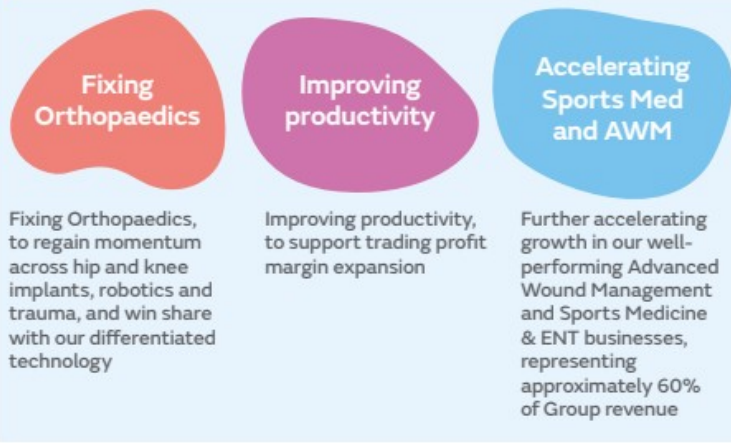 Fixing
Orthopaedics
Fixing Orthopaedics,
to regain momentum
across hip and knee
implants, robotics and
trauma, and win share
with our differentiated
technology
Improving
productivity
Improving productivity,
to support trading profit
margin expansion
Accelerating
Sports Med
and AWM
Further accelerating
growth in our well-
performing Advanced
Wound Management
and Sports Medicine
& ENT businesses,
representing
approximately 60%
of Group revenue